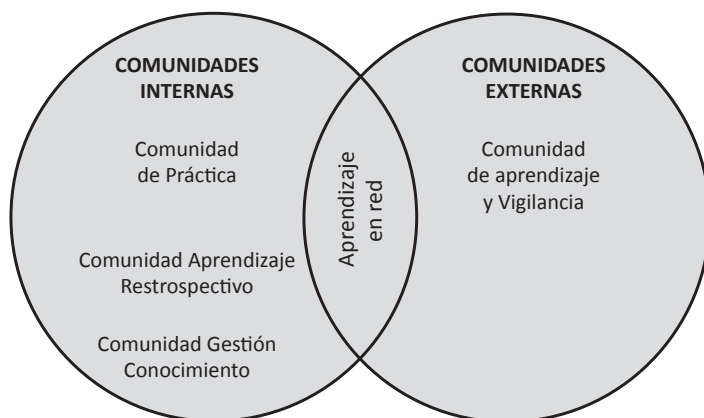 COMUNIDADES
INTERNAS
Comunidad
de Práctica
Comunidad Aprendizaje
Restrospectivo
Comunidad Gestión
Conocimiento
Aprendizaje
en red
COMUNIDADES
EXTERNAS
Comunidad
de aprendizaje
y Vigilancia